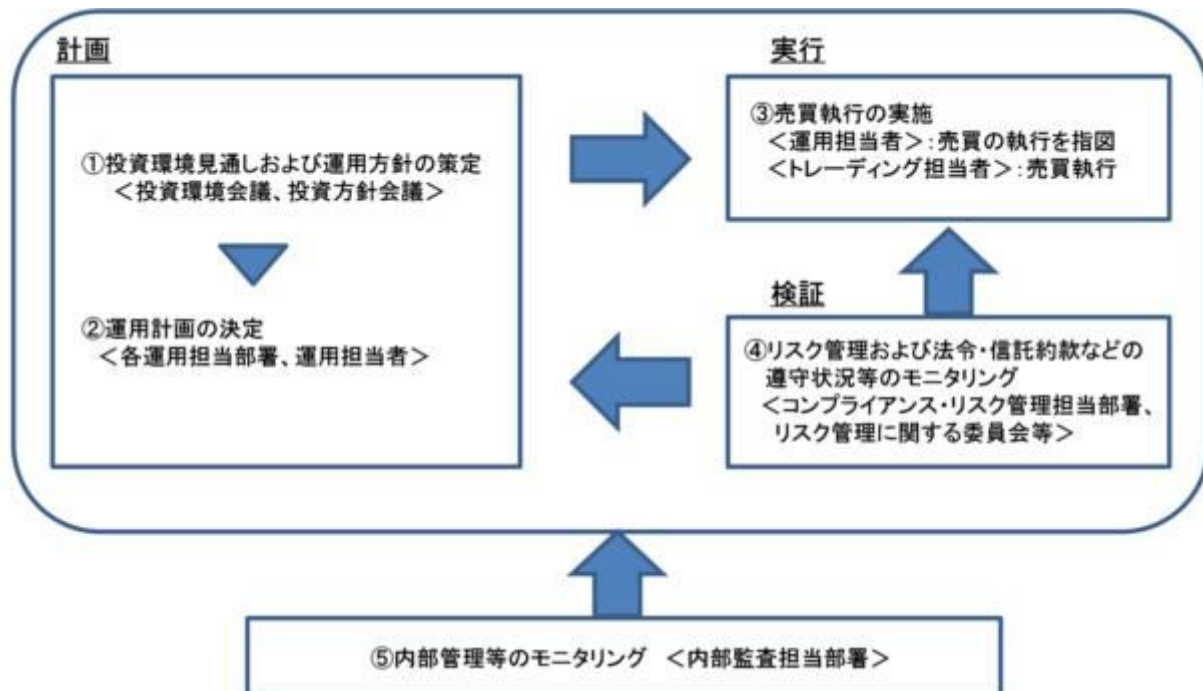 計画
①投資環境見通しおよび運用方針の策定
＜投資環境会議、投資方針会議＞
②運用計画の決定
＜各運用担当部署、運用担当者＞
実行
③売買執行の実施
＜運用担当者＞：売買の執行を指図
＜トレーディング担当者＞：売買執行
検証
④リスク管理および法令・信託約款などの
遵守状況等のモニタリング
＜コンプライアンス・リスク管理担当部署、
リスク管理に関する委員会等＞
⑤内部管理等のモニタリング　＜内部監査担当部署＞